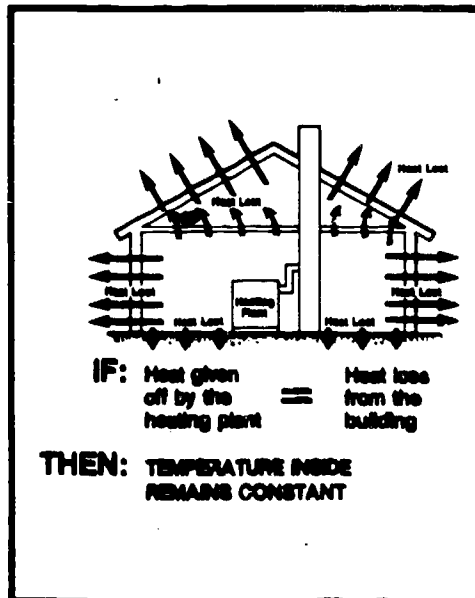 Heat Lost
Heat Lost
Heat Lost
Heat Lost
Heating
Plant
Heat Lost
Heat Lost
IF: Heat given off by the heating plant = Heat loss from the building
THEN: TEMPERATURE INSIDE
REMAINS CONSTANT